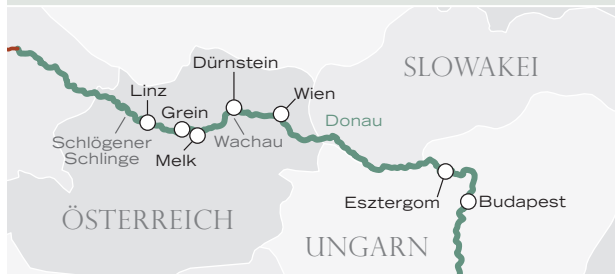 Dürnstein
SLOWAKEI
Linz
Wien
Grein
Donau
Schlögener
Schlinge
Wachau
Melk
Esztergom
Budapest
ÖSTERREICH
UNGARN